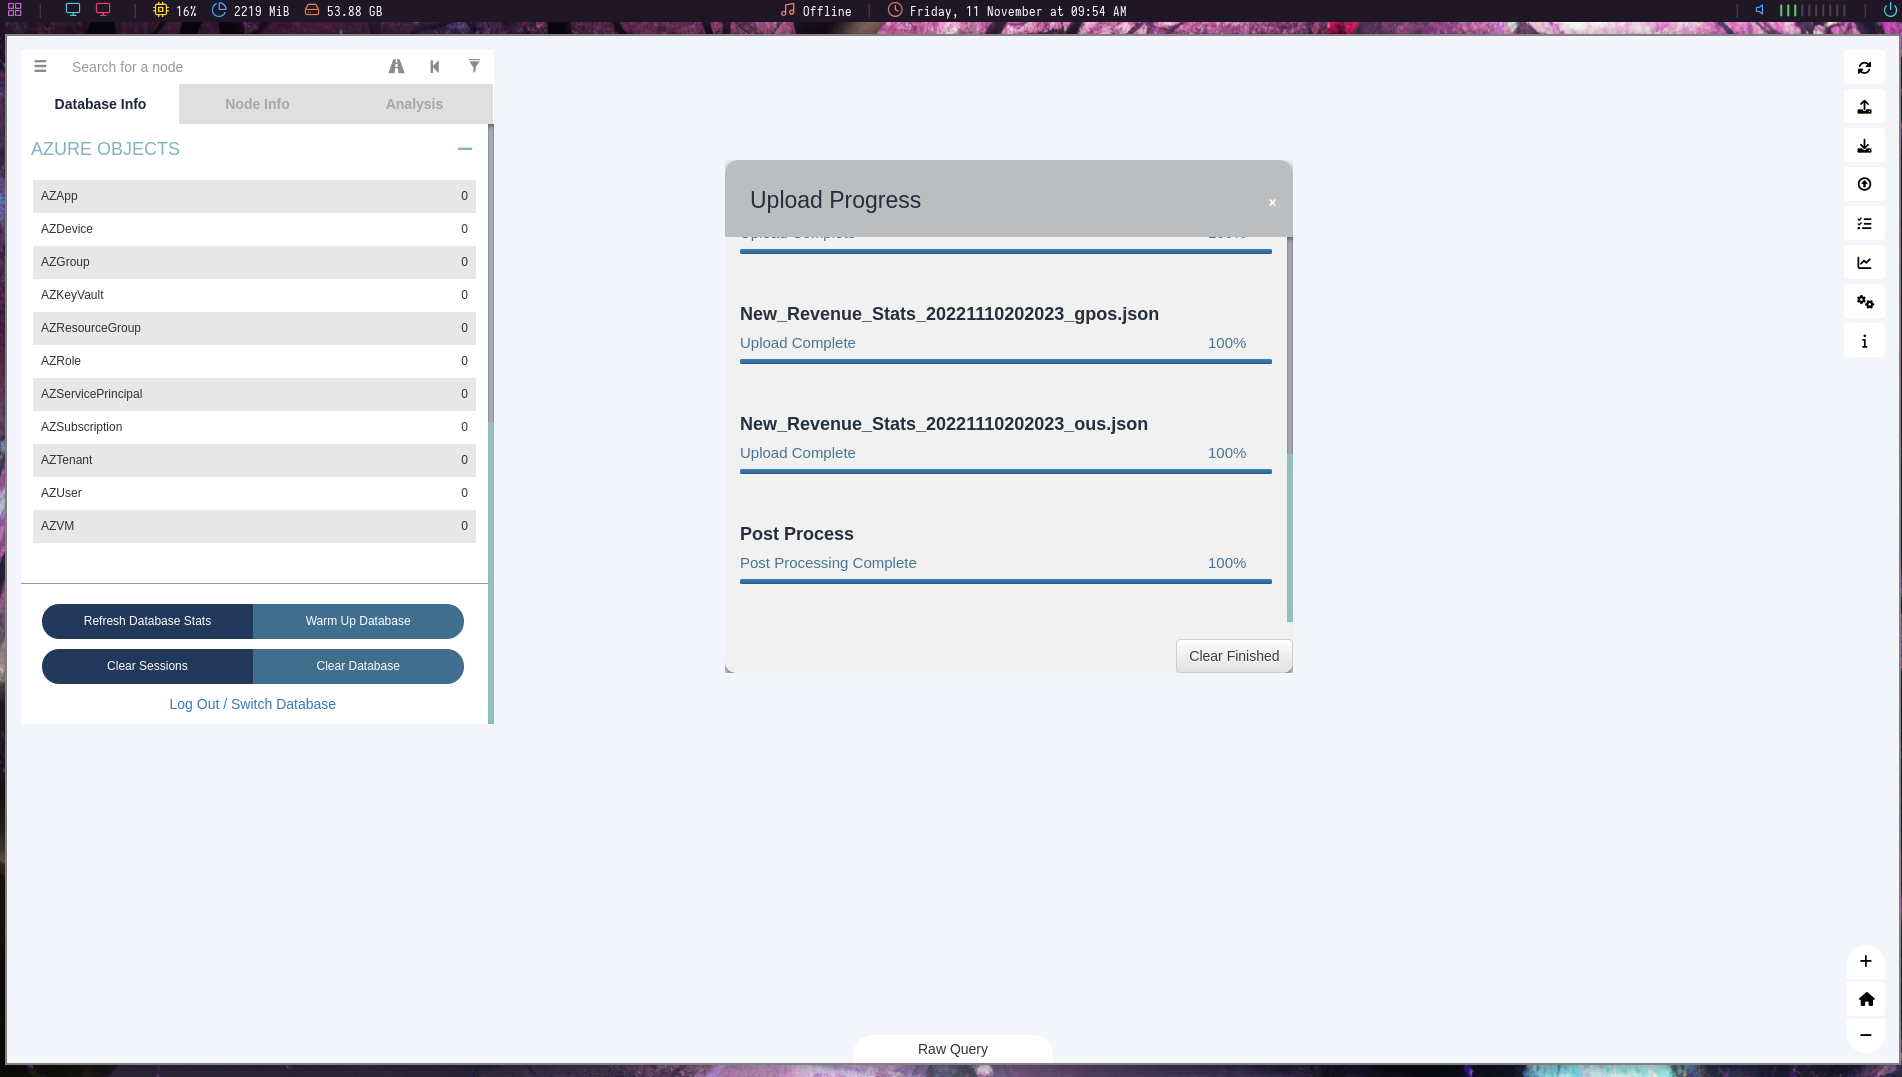 16% 2219 MiB 53.88 GB Offline Friday, 11 November at 09:54 AM
Search for a node
Database Info Node Info Analysis
AZURE OBJECTS
AZApp 0
AZDevice 0
AZGroup 0
AZKeyVault 0
AZResourceGroup 0
AZRole 0
AZServicePrincipal 0
AZSubscription 0
AZTenant 0
AZUser 0
AZVM 0
Refresh Database Stats Warm Up Database
Clear Sessions Clear Database
Log Out / Switch Database
Upload Progress ×
Upload Complete 100%
New_Revenue_Stats_20221110202023_gpos.json
Upload Complete 100%
New_Revenue_Stats_20221110202023_ous.json
Upload Complete 100%
Post Process
Post Processing Complete 100%
Clear Finished
Raw Query